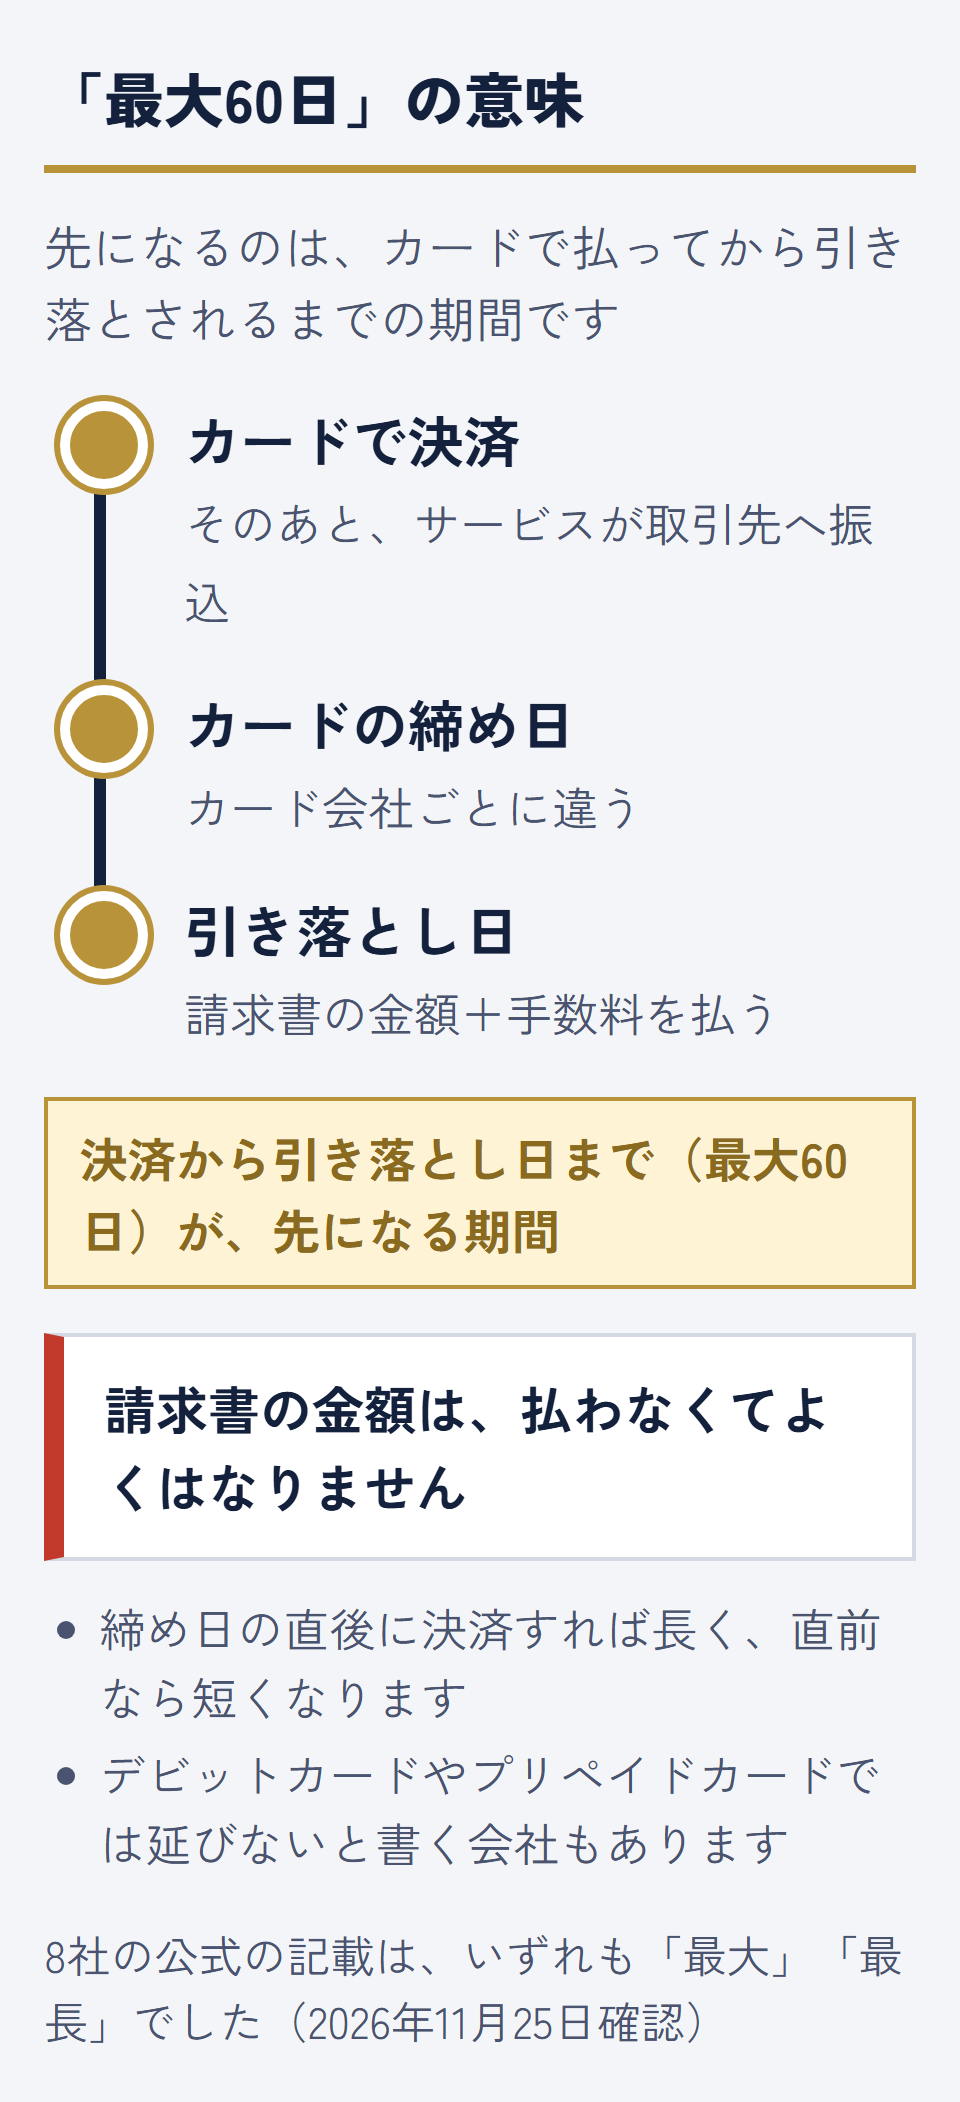 「最大60日」の意味
先になるのは、カードで払ってから引き
落とされるまでの期間です
カードで決済
そのあと、サービスが取引先へ振
込
カードの締め日
カード会社ごとに違う
引き落とし日
請求書の金額＋手数料を払う
決済から引き落とし日まで（最大60
日）が、先になる期間
請求書の金額は、払わなくてよ
くはなりません
• 締め日の直後に決済すれば長く、直前
なら短くなります
• デビットカードやプリペイドカードで
は延びないと書く会社もあります
8社の公式の記載は、いずれも「最大」「最
長」でした（2026年11月25日確認）